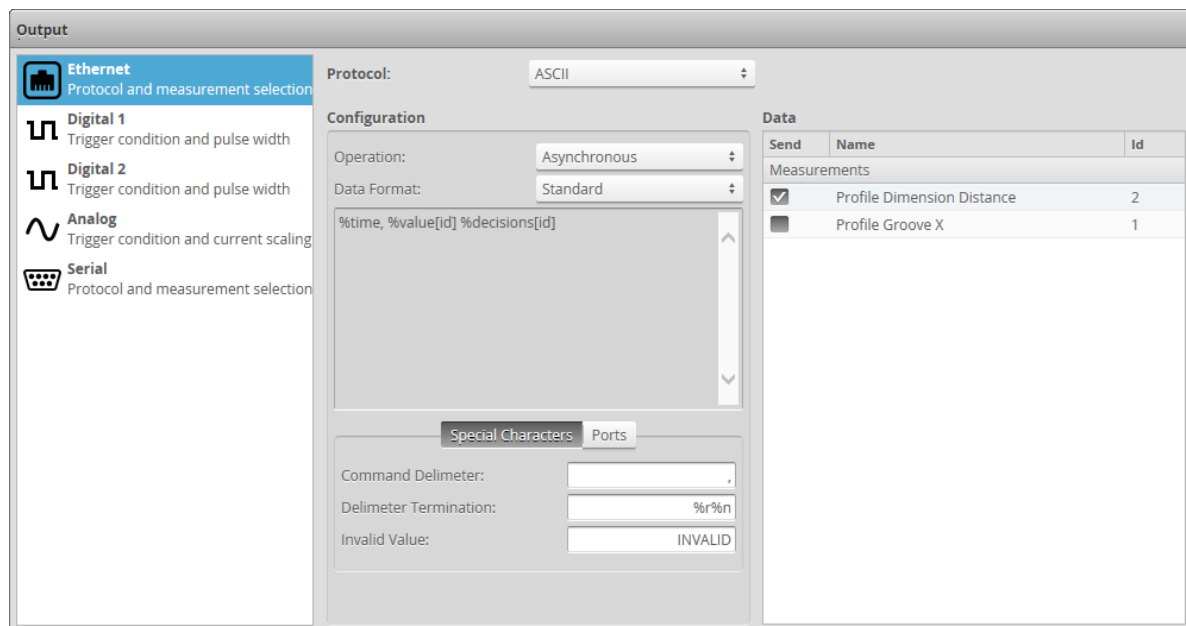 Output
Ethernet
Protocol and measurement selection
Digital 1
Trigger condition and pulse width
Digital 2
Trigger condition and pulse width
Analog
Trigger condition and current scaling
Serial
Protocol and measurement selection
Protocol: ASCII
Configuration
Operation: Asynchronous
Data Format: Standard
%time, %value[id] %decisions[id]
Special Characters Ports
Command Delimeter: ,
Delimeter Termination: %r%n
Invalid Value: INVALID
Data
Send Name Id
Measurements
Profile Dimension Distance 2
Profile Groove X 1